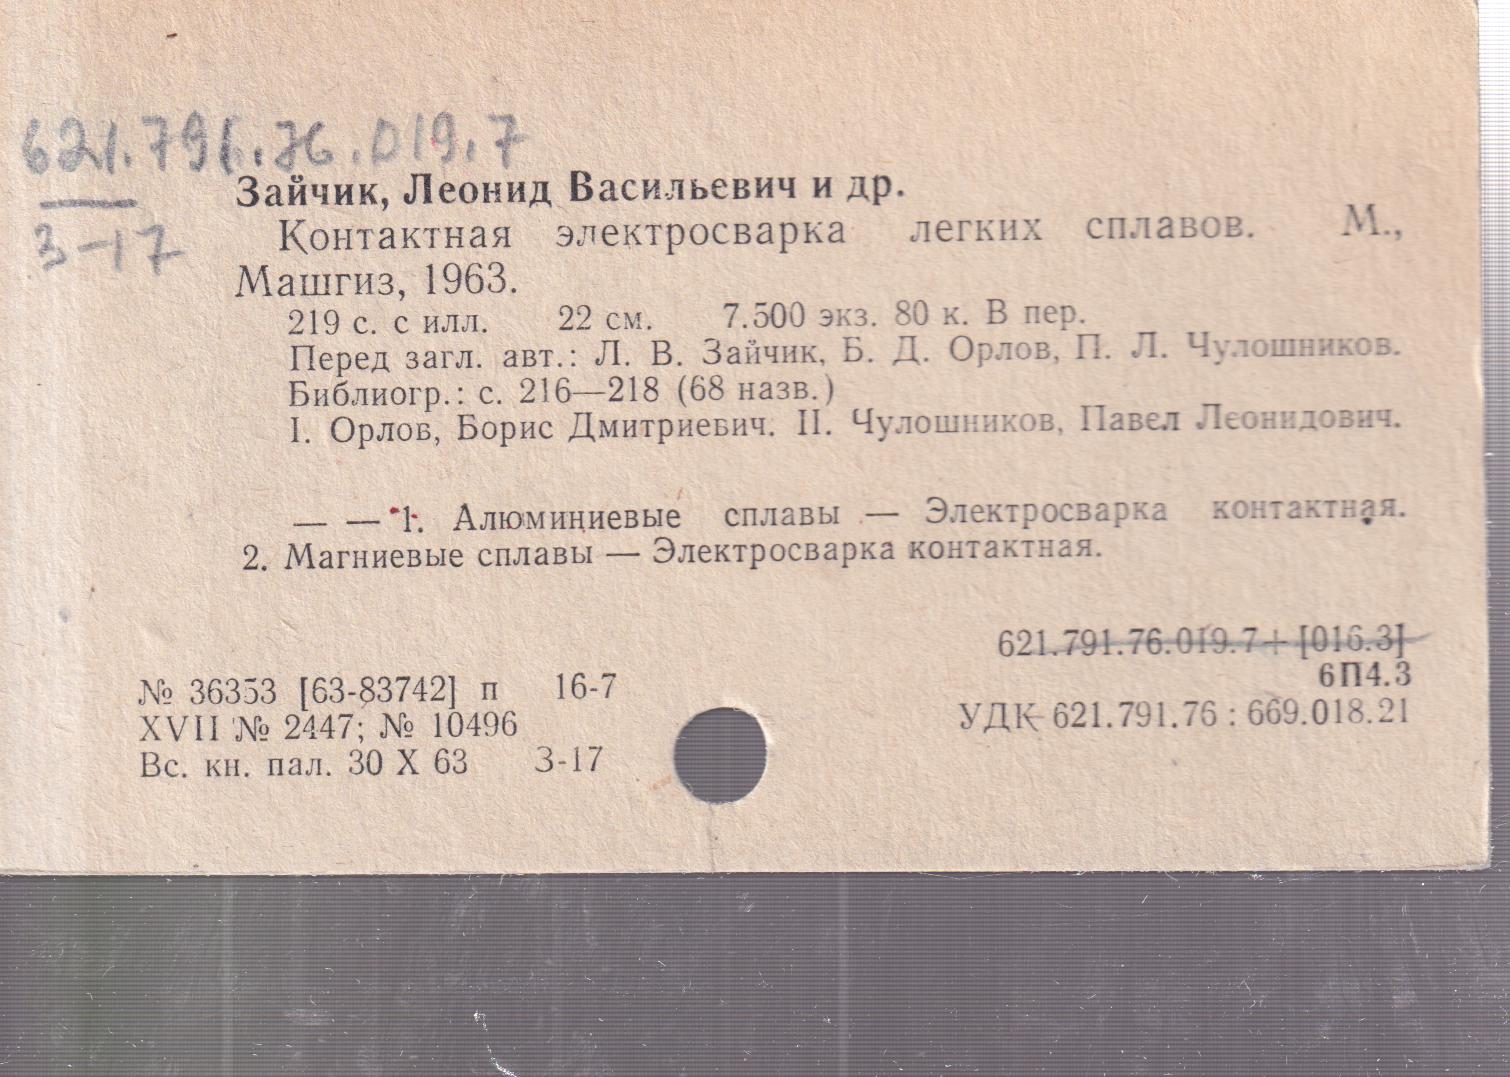 621.791.76.019.7
З-17
Зайчик, Леонид Васильевич и др.
Контактная электросварка легких сплавов. М.,
Машгиз, 1963.
219 с. с илл. 22 см. 7.500 экз. 80 к. В пер.
Перед загл. авт.: Л. В. Зайчик, Б. Д. Орлов, П. Л. Чулошников.
Библиогр.: с. 216—218 (68 назв.)
I. Орлов, Борис Дмитриевич. II. Чулошников, Павел Леонидович.
— — 1. Алюминиевые сплавы — Электросварка контактная.
2. Магниевые сплавы — Электросварка контактная.
621.791.76.019.7+[016.3]
6П4.3
№ 36353 [63-83742] п 16-7
XVII № 2447; № 10496
УДК 621.791.76 : 669.018.21
Вс. кн. пал. 30 X 63 З-17